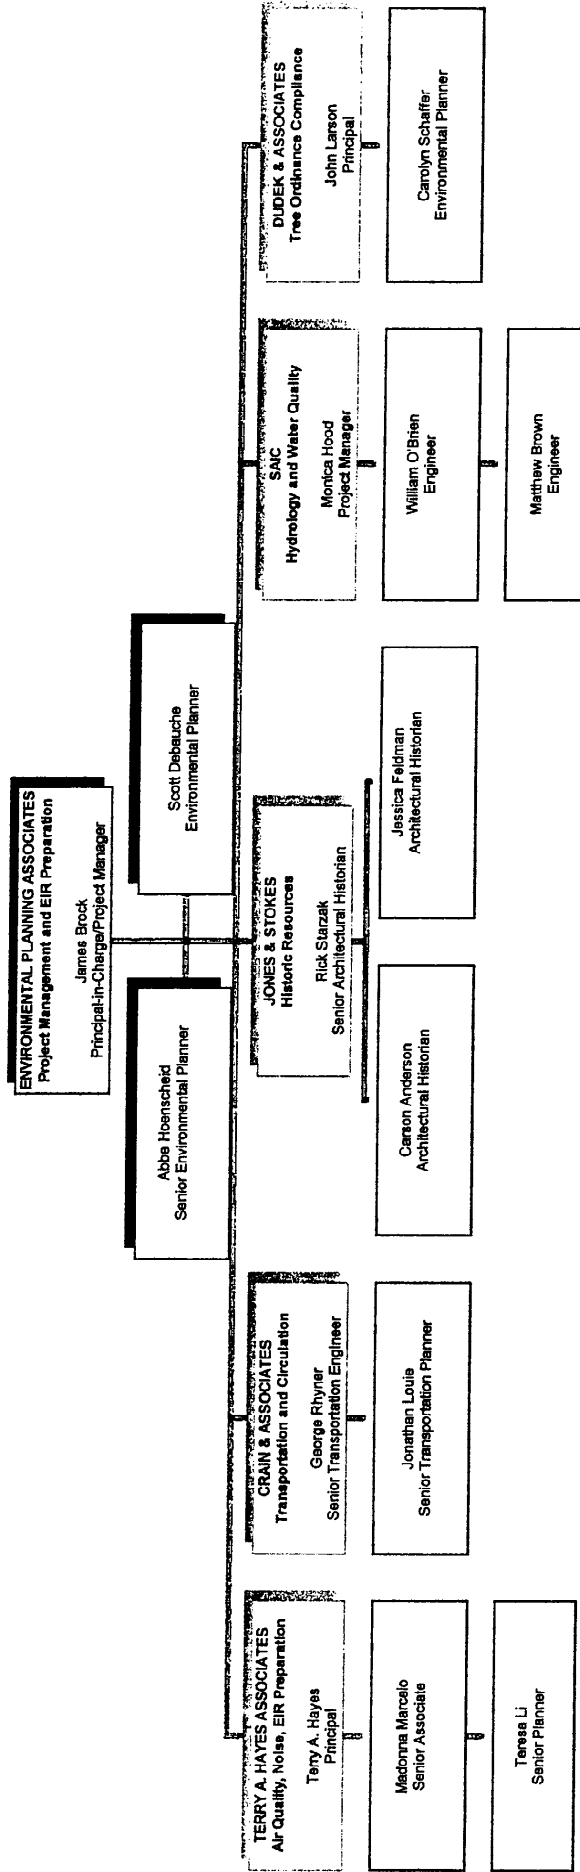 ENVIRONMENTAL PLANNING ASSOCIATES
Project Management and EIR Preparation
James Brock
Principal-in-Charge/Project Manager
Abbe Hoenscheid
Senior Environmental Planner
Scott Debauche
Environmental Planner
TERRY A. HAYES ASSOCIATES
Air Quality, Noise, EIR Preparation
Terry A. Hayes
Principal
Madonna Marcelo
Senior Associate
Teresa Li
Senior Planner
CRAIN & ASSOCIATES
Transportation and Circulation
George Rhyner
Senior Transportation Engineer
Jonathan Louie
Senior Transportation Planner
JONES & STOKES
Historic Resources
Rick Starzak
Senior Architectural Historian
Carson Anderson
Architectural Historian
Jessica Feldman
Architectural Historian
SAIC
Hydrology and Water Quality
Monica Hood
Project Manager
William O'Brien
Engineer
Matthew Brown
Engineer
DUDEK & ASSOCIATES
Tree Ordinance Compliance
John Larson
Principal
Carolyn Schaffer
Environmental Planner